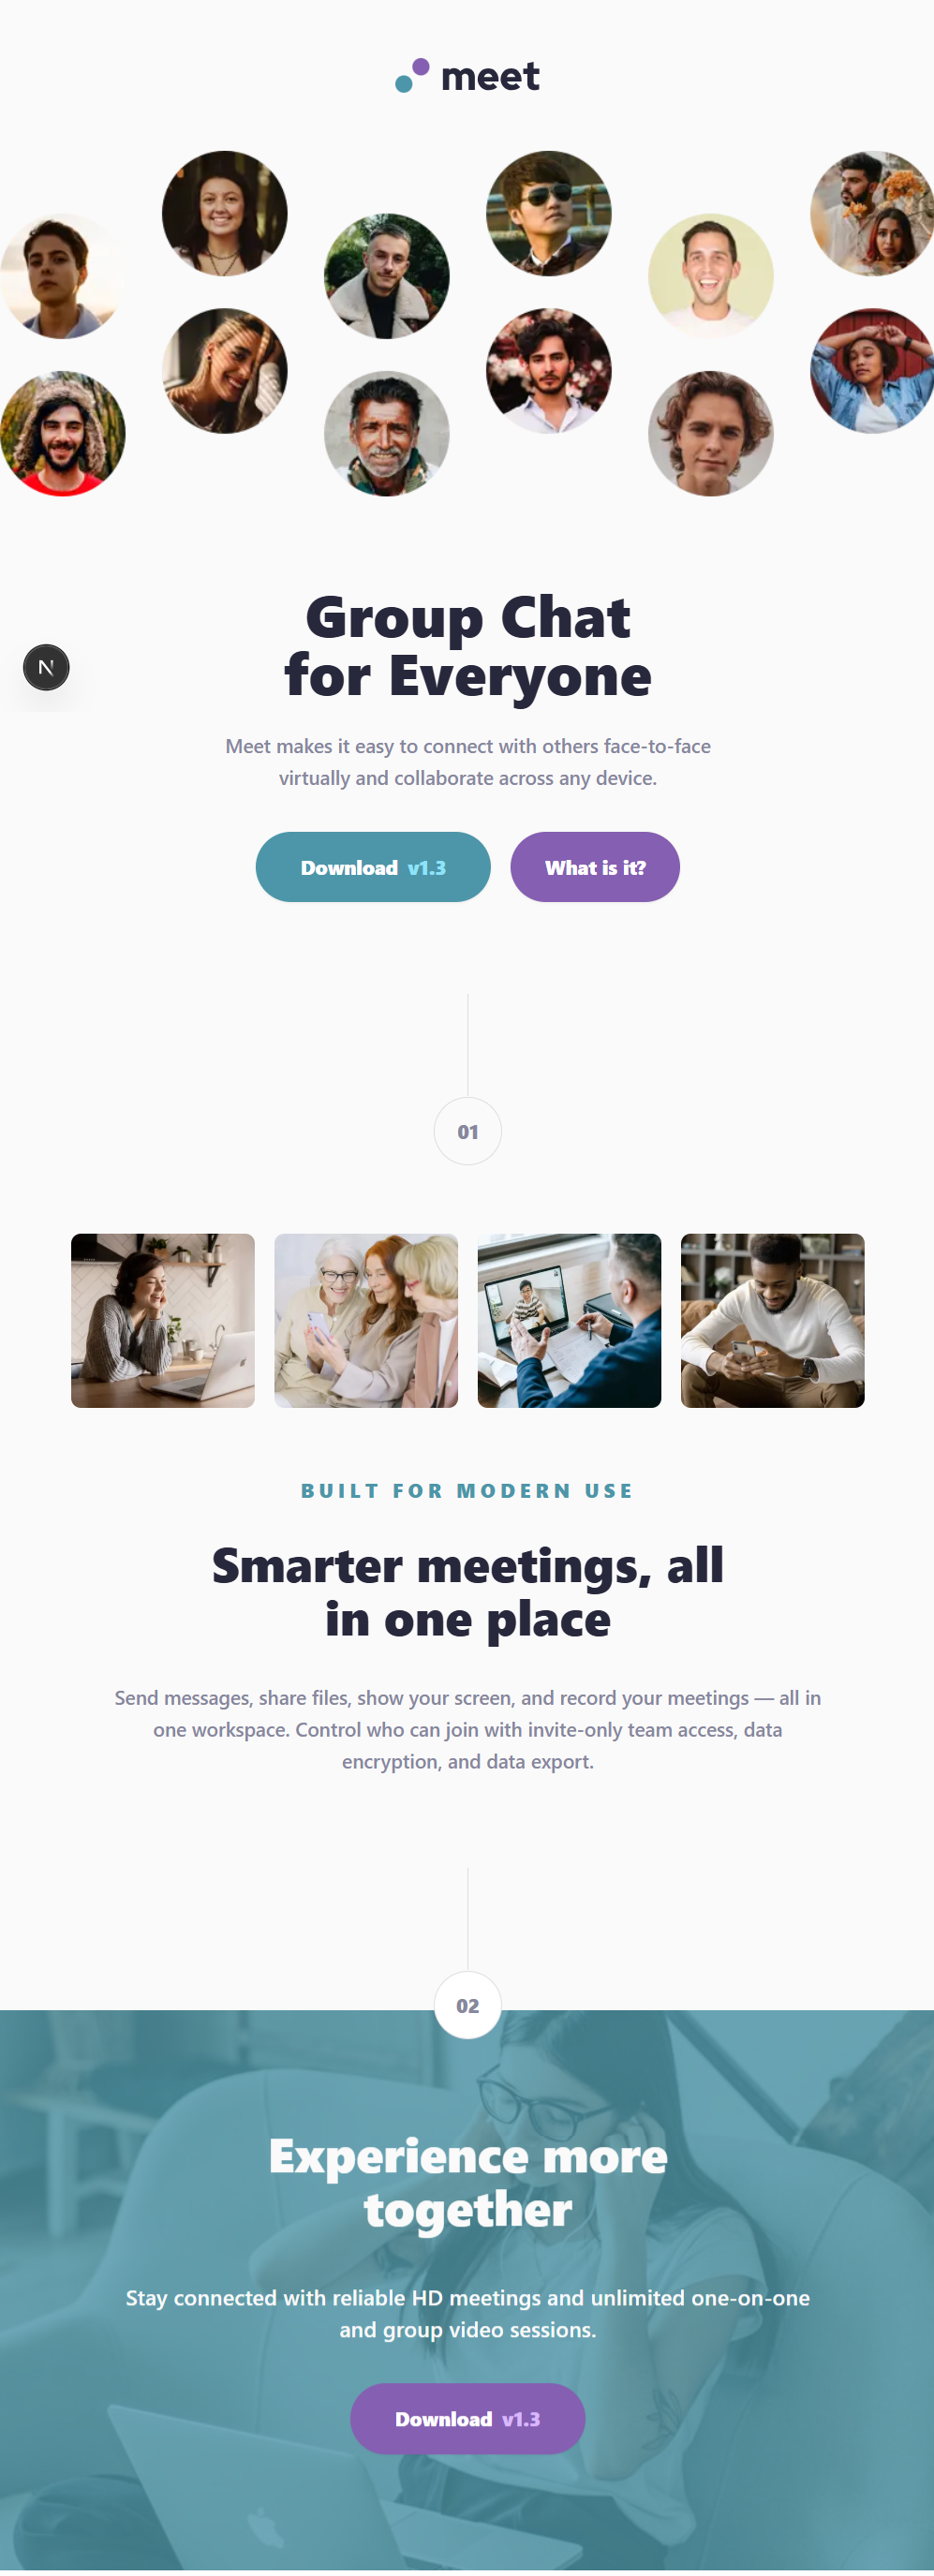 meet
Group Chat
for Everyone
N
Meet makes it easy to connect with others face-to-face
virtually and collaborate across any device.
Download v1.3
What is it?
01
BUILT FOR MODERN USE
Smarter meetings, all
in one place
Send messages, share files, show your screen, and record your meetings — all in
one workspace. Control who can join with invite-only team access, data
encryption, and data export.
02
Experience more
together
Stay connected with reliable HD meetings and unlimited one-on-one
and group video sessions.
Download v1.3